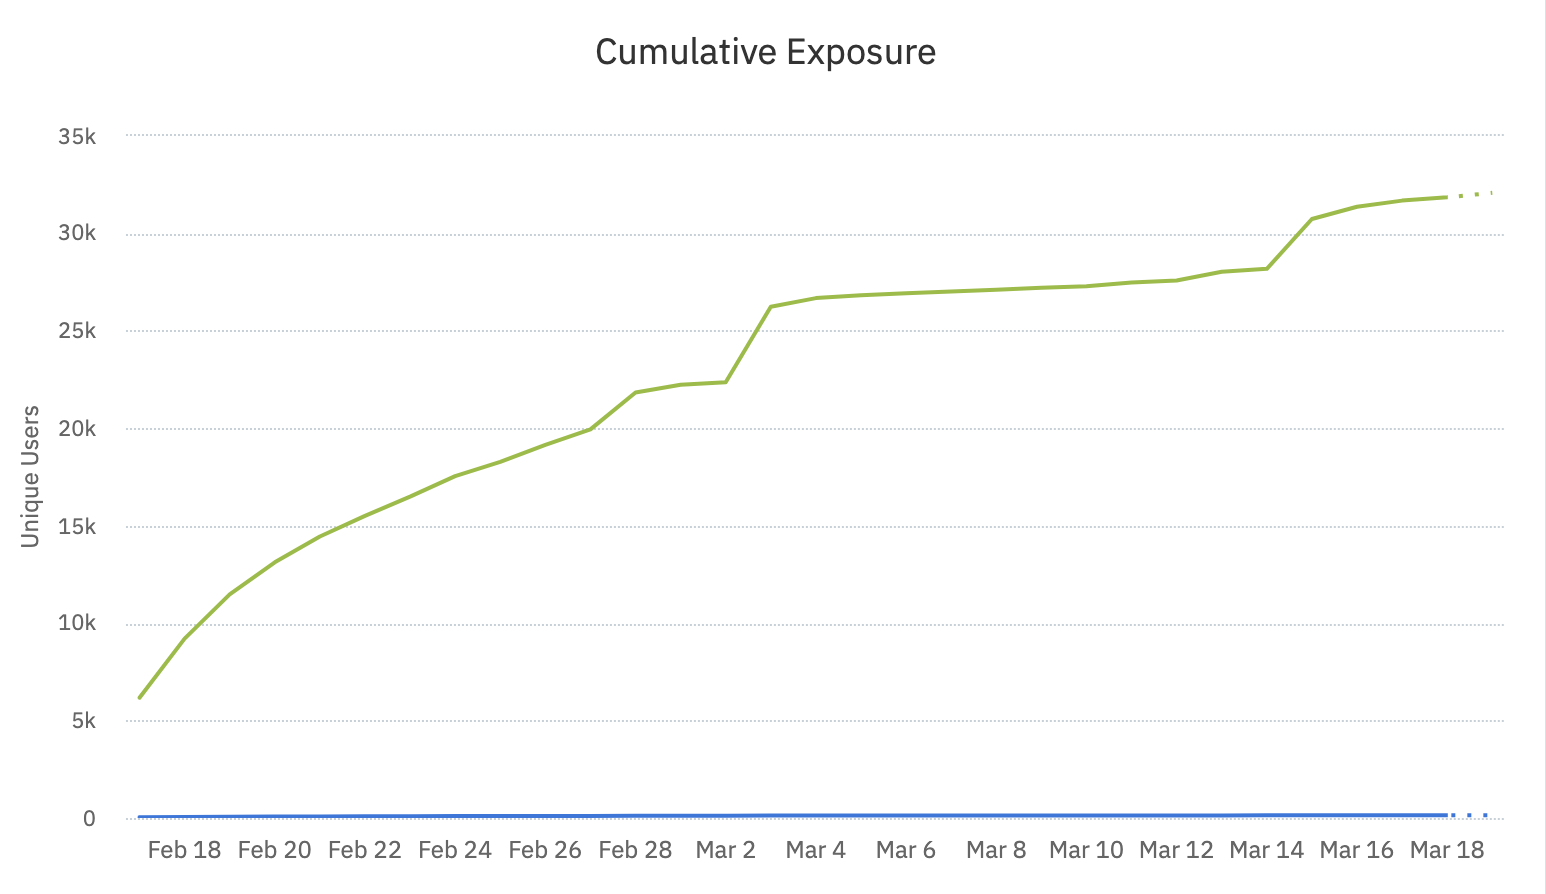 Cumulative Exposure
35k
30k
25k
20k
15k
10k
5k
0
Unique Users
Feb 18 Feb 20 Feb 22 Feb 24 Feb 26 Feb 28 Mar 2 Mar 4 Mar 6 Mar 8 Mar 10 Mar 12 Mar 14 Mar 16 Mar 18